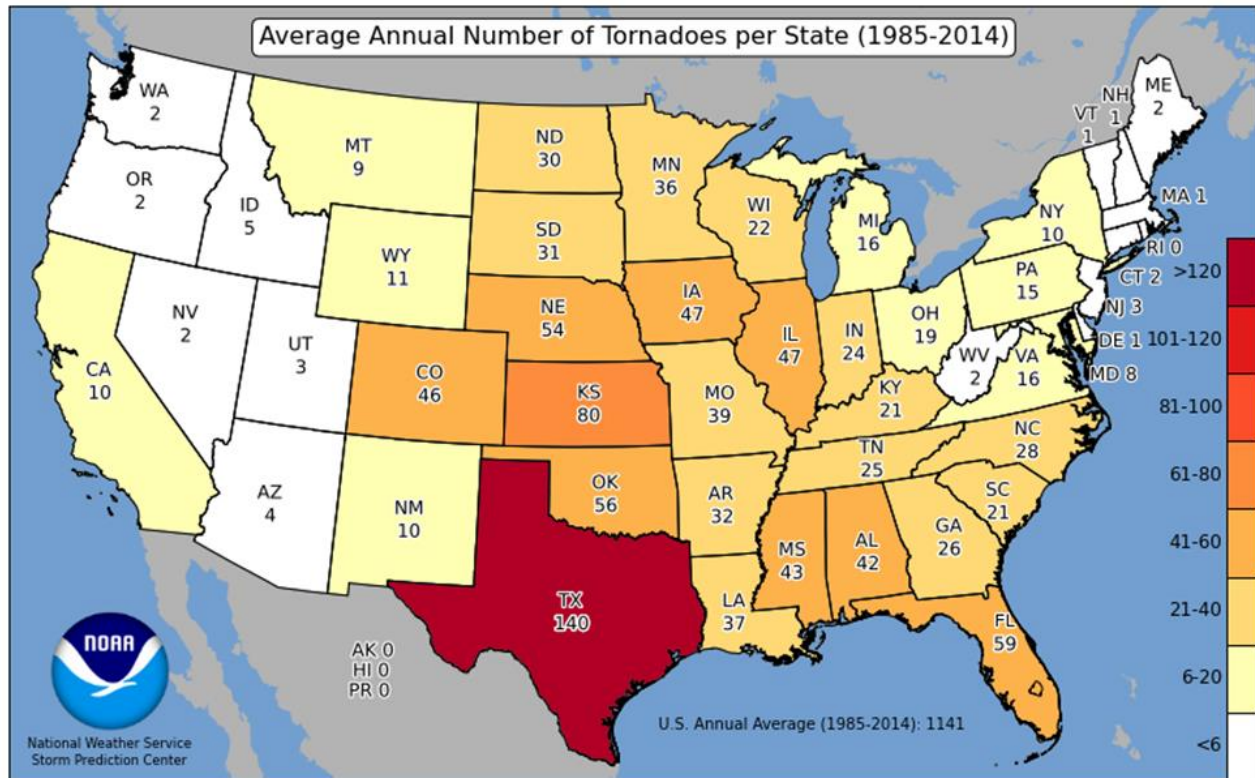 Average Annual Number of Tornadoes per State (1985-2014)
WA
2
OR
2
ID
5
MT
9
ND
30
MN
36
WI
22
MI
16
VT
1
NH
1
ME
2
NY
10
MA 1
RI 0
CT 2
NJ 3
DE 1
MD 8
PA
15
SD
31
WY
11
NE
54
IA
47
IL
47
IN
24
OH
19
WV
2
VA
16
NV
2
UT
3
CA
10
CO
46
KS
80
MO
39
KY
21
TN
25
NC
28
SC
21
AZ
4
NM
10
OK
56
AR
32
MS
43
AL
42
GA
26
TX
140
LA
37
FL
59
AK 0
HI 0
PR 0
U.S. Annual Average (1985-2014): 1141
NOAA
National Weather Service
Storm Prediction Center
>120
101-120
81-100
61-80
41-60
21-40
6-20
<6